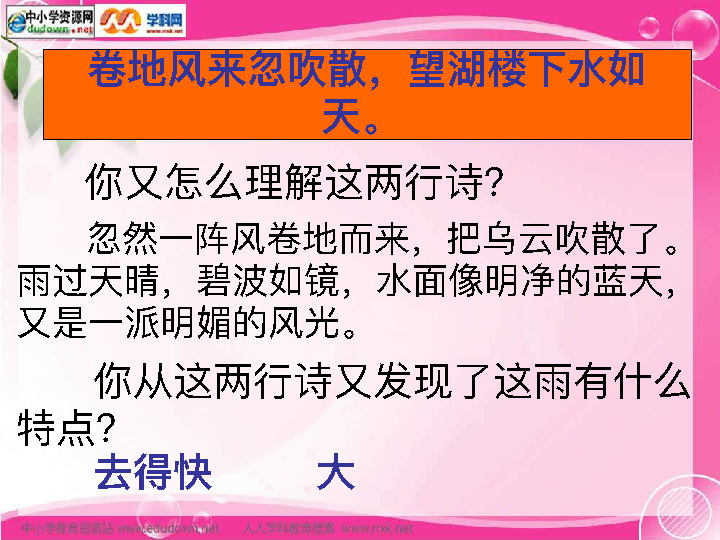 中小学资源网
edudown.net
学科网
www.nxk.net
卷地风来忽吹散，望湖楼下水如
天。
你又怎么理解这两行诗？
忽然一阵风卷地而来，把乌云吹散了。
雨过天晴，碧波如镜，水面像明净的蓝天，
又是一派明媚的风光。
你从这两行诗又发现了这雨有什么
特点？
去得快 大
中小学教育资源站 www.edudown.net 人人学科教育搜索 www.nxk.net